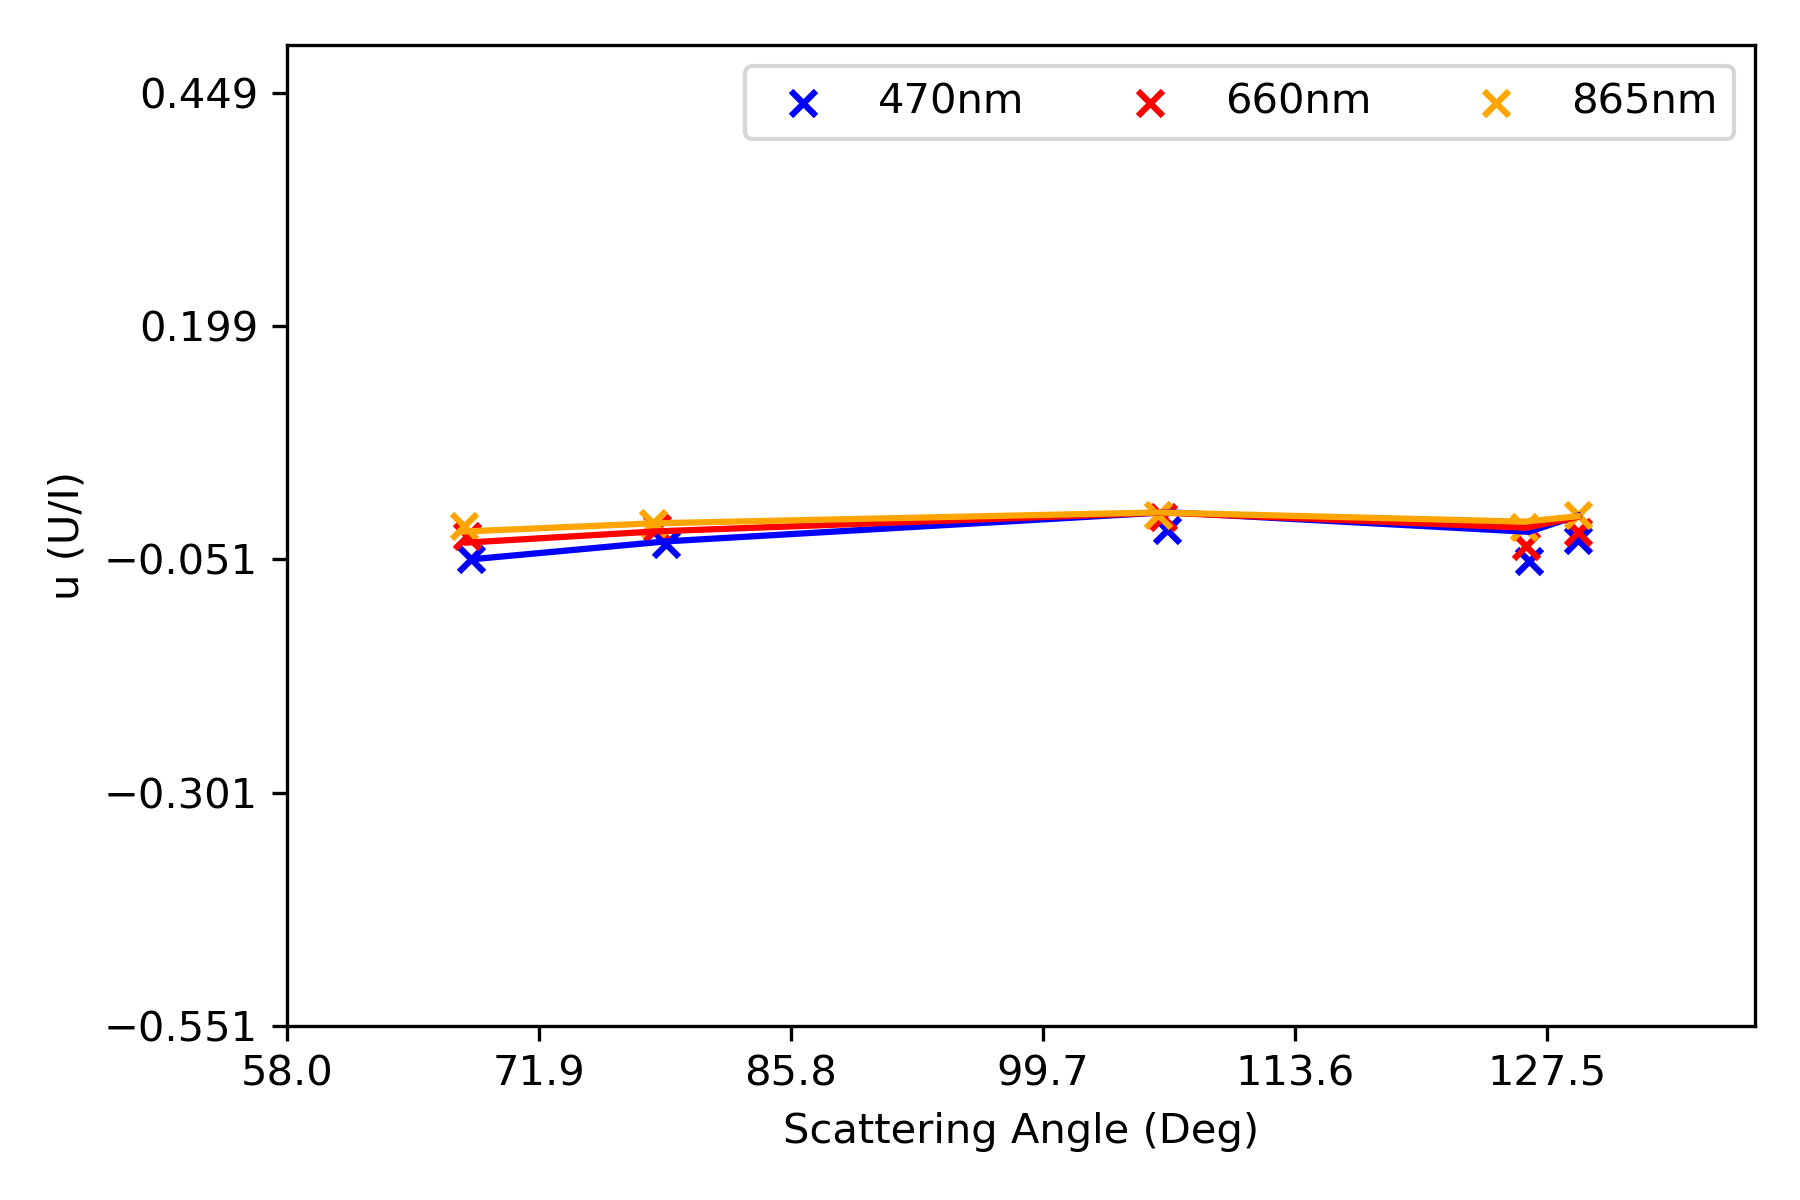 470nm 660nm 865nm
0.449
0.199
−0.051
−0.301
−0.551
u (U/I)
58.0 71.9 85.8 99.7 113.6 127.5
Scattering Angle (Deg)